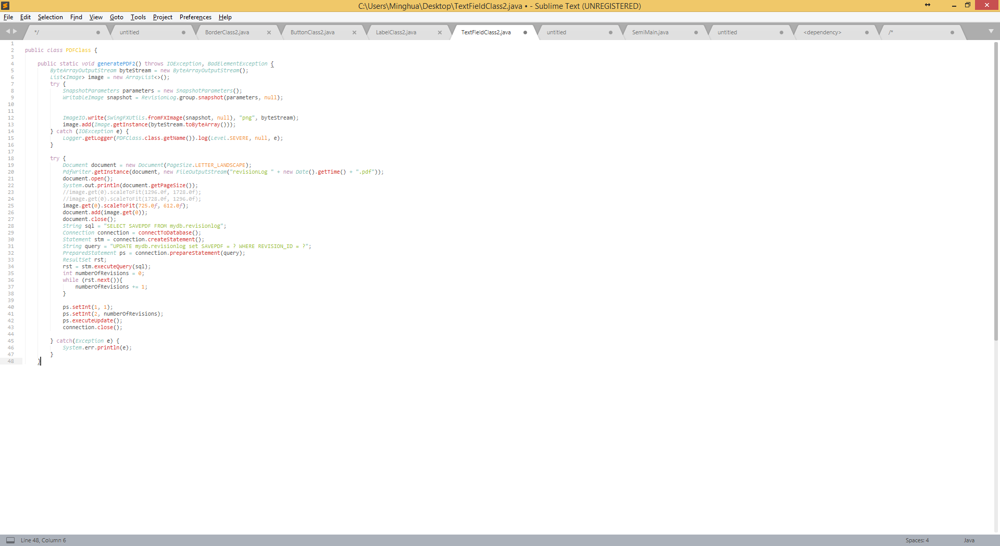 C:\Users\Minghua\Desktop\TextFieldClass2.java • - Sublime Text (UNREGISTERED)
File Edit Selection Find View Goto Tools Project Preferences Help
*/ untitled BorderClass2.java ButtonClass2.java LabelClass2.java TextFieldClass2.java untitled SemiMain.java untitled <dependency> /*
1
2 public class PDFClass {
3
4 public static void generatePDF2() throws IOException, BadElementException {
5 ByteArrayOutputStream byteStream = new ByteArrayOutputStream();
6 List<Image> image = new ArrayList<>();
7 try {
8 SnapshotParameters parameters = new SnapshotParameters();
9 WritableImage snapshot = RevisionLog.group.snapshot(parameters, null);
10
11
12 ImageIO.write(SwingFXUtils.fromFXImage(snapshot, null), "png", byteStream);
13 image.add(Image.getInstance(byteStream.toByteArray()));
14 } catch (IOException e) {
15 Logger.getLogger(PDFClass.class.getName()).log(Level.SEVERE, null, e);
16 }
17
18 try {
19 Document document = new Document(PageSize.LETTER_LANDSCAPE);
20 PdfWriter.getInstance(document, new FileOutputStream("revisionLog " + new Date().getTime() + ".pdf"));
21 document.open();
22 System.out.println(document.getPageSize());
23 //image.get(0).scaleToFit(1296.0f, 1728.0f);
24 //image.get(0).scaleToFit(1728.0f, 1296.0f);
25 image.get(0).scaleToFit(725.0f, 612.0f);
26 document.add(image.get(0));
27 document.close();
28 String sql = "SELECT SAVEPDF FROM mydb.revisionlog";
29 Connection connection = connectToDatabase();
30 Statement stm = connection.createStatement();
31 String query = "UPDATE mydb.revisionlog set SAVEPDF = ? WHERE REVISION_ID = ?";
32 PreparedStatement ps = connection.prepareStatement(query);
33 ResultSet rst;
34 rst = stm.executeQuery(sql);
35 int numberOfRevisions = 0;
36 while (rst.next()){
37 numberOfRevisions += 1;
38 }
39
40 ps.setInt(1, 1);
41 ps.setInt(2, numberOfRevisions);
42 ps.executeUpdate();
43 connection.close();
44
45 } catch(Exception e) {
46 System.err.println(e);
47 }
48 }
Line 48, Column 6 Spaces: 4 Java